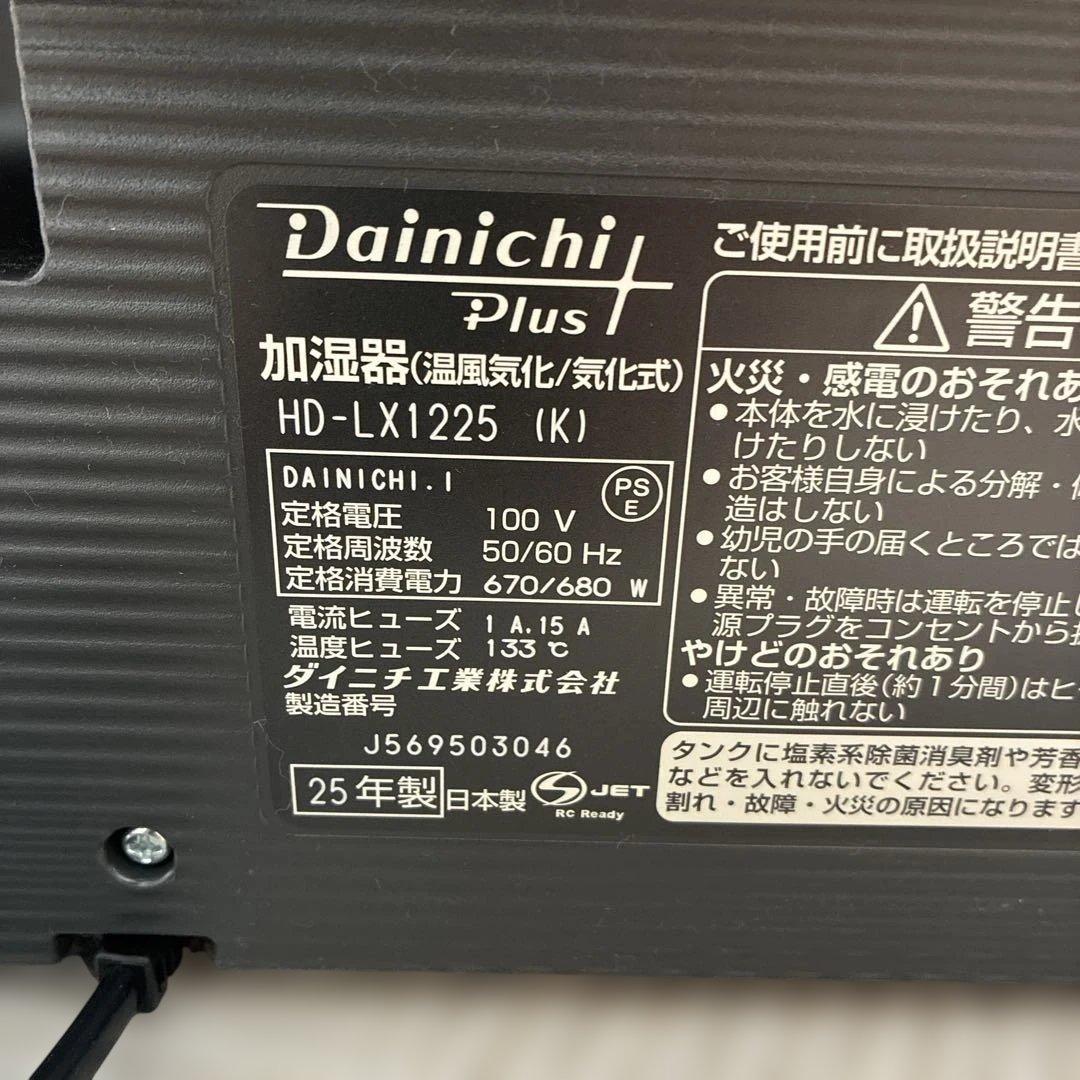 Dainichi
Plus
加湿器(温風気化/気化式)
HD-LX1225 (K)
DAINICHI.I
PS
E
定格電圧 100 V
定格周波数 50/60 Hz
定格消費電力 670/680 W
電流ヒューズ 1 A.15 A
温度ヒューズ 133 ℃
ダイニチ工業株式会社
製造番号
J569503046
25年製 日本製 S JET
RC Ready
ご使用前に取扱説明書
警告
火災・感電のおそれあ
●本体を水に浸けたり、水
けたりしない
●お客様自身による分解・
造はしない
●幼児の手の届くところでは
ない
●異常・故障時は運転を停止し
源プラグをコンセントから
やけどのおそれあり
●運転停止直後(約1分間)はヒ
周辺に触れない
タンクに塩素系除菌消臭剤や芳香
などを入れないでください。変形
割れ・故障・火災の原因になります